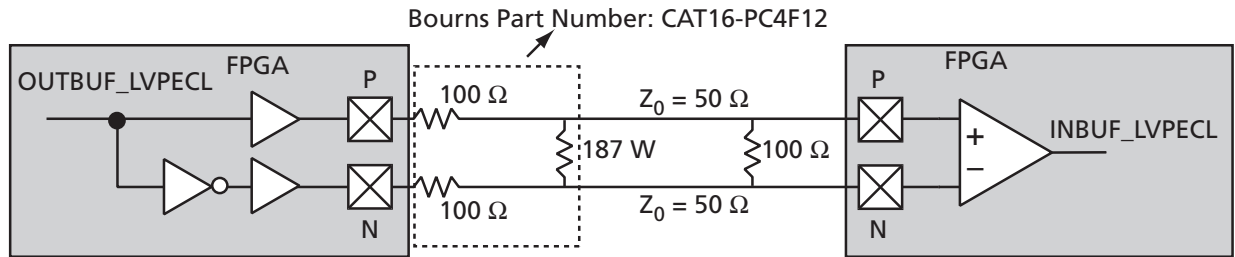 Bourns Part Number: CAT16-PC4F12
OUTBUF_LVPECL
FPGA
P
100 Ω
Z0 = 50 Ω
187 W
100 Ω
100 Ω
N
Z0 = 50 Ω
FPGA
P
+
−
INBUF_LVPECL
N